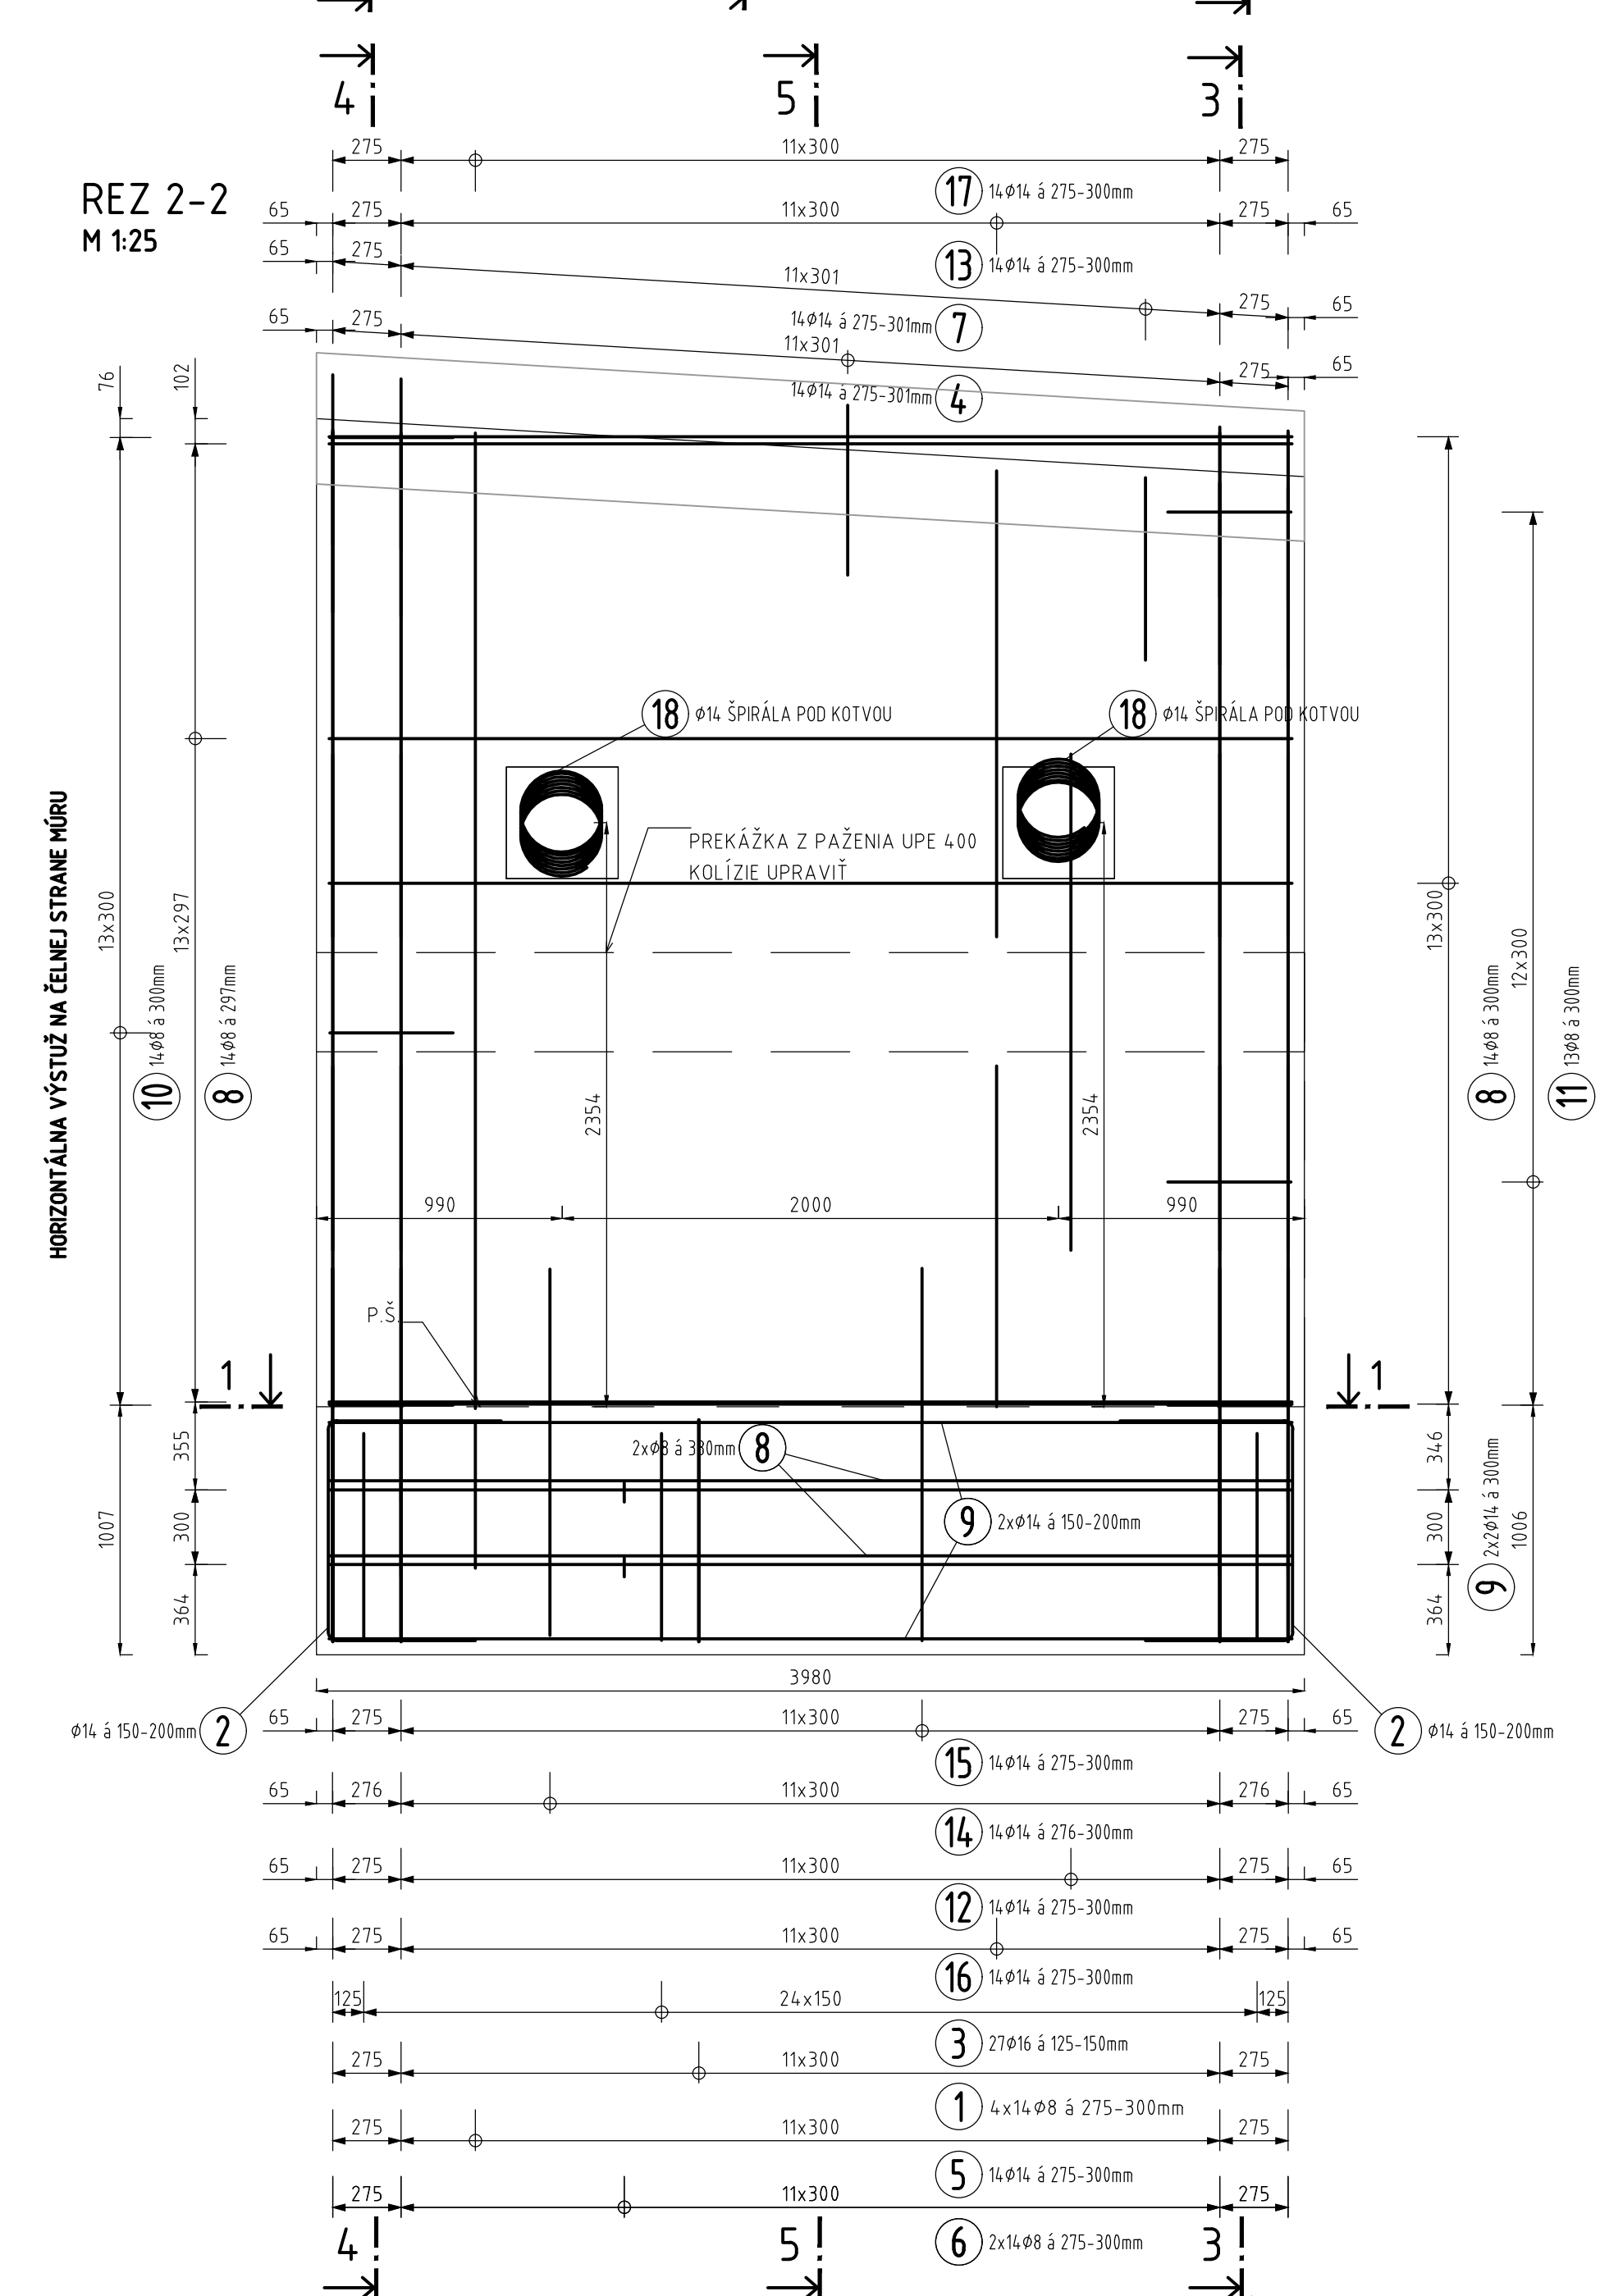 4
5
3
275
11x300
275
17
14ø14 á 275-300mm
REZ 2-2
M 1:25
65
275
11x300
275
65
13
14ø14 á 275-300mm
65
275
11x301
275
65
14ø14 á 275-301mm
7
65
275
11x301
275
65
14ø14 á 275-301mm
4
76
102
18
ø14 ŠPIRÁLA POD KOTVOU
18
ø14 ŠPIRÁLA POD KOTVOU
PREKÁŽKA Z PAŽENIA UPE 400
KOLÍZIE UPRAVIŤ
HORIZONTÁLNA VÝSTUŽ NA ČELNEJ STRANE MÚRU
13x300
10
14ø8 á 300mm
13x297
8
14ø8 á 297mm
13x300
8
14ø8 á 300mm
12x300
11
13ø8 á 300mm
2354
2354
990
2000
990
P.Š.
1
1
355
300
364
1007
2xø8 á 380mm
8
9
2xø14 á 150-200mm
346
300
364
9
2x2ø14 á 300mm
1006
3980
ø14 á 150-200mm
2
65
275
11x300
275
65
2
ø14 á 150-200mm
15
14ø14 á 275-300mm
65
276
11x300
276
65
14
14ø14 á 276-300mm
65
275
11x300
275
65
12
14ø14 á 275-300mm
65
275
11x300
275
65
16
14ø14 á 275-300mm
125
24x150
125
3
27ø16 á 125-150mm
275
11x300
275
1
4x14ø8 á 275-300mm
275
11x300
275
5
14ø14 á 275-300mm
275
11x300
275
6
2x14ø8 á 275-300mm
4
5
3